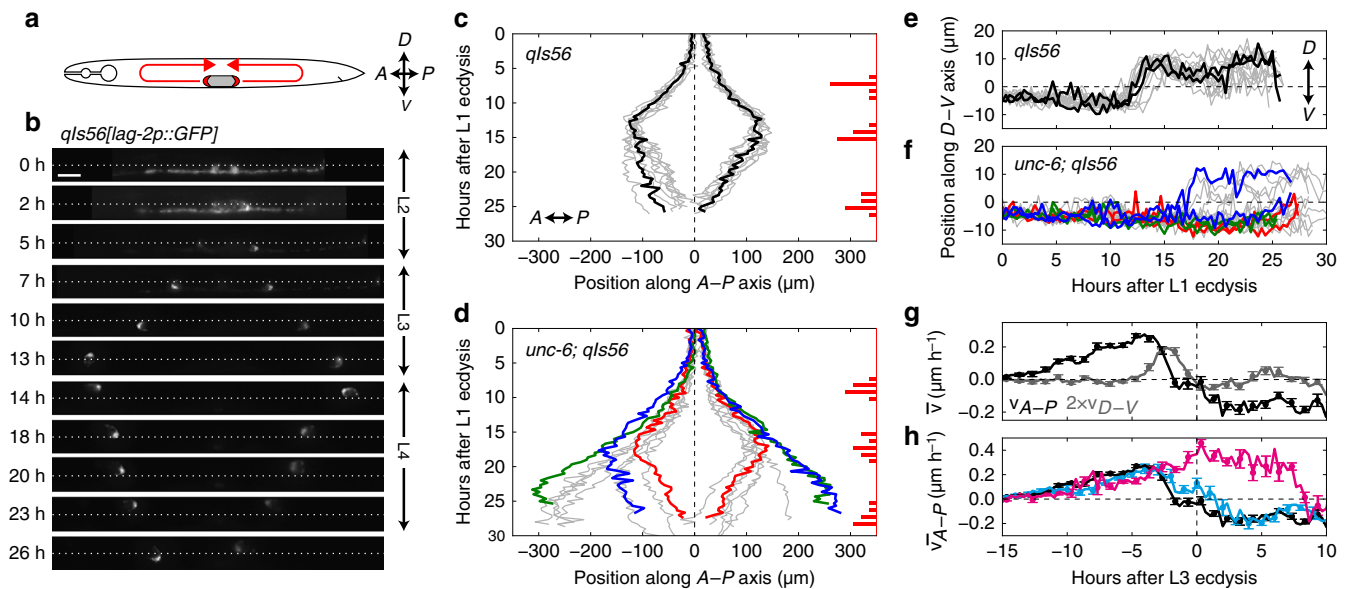 a
D
A P
V
b
qIs56[lag-2p::GFP]
0 h
2 h
5 h
7 h
10 h
13 h
14 h
18 h
20 h
23 h
26 h
L2
L3
L4
c
qIs56
Hours after L1 ecdysis
0
5
10
15
20
25
30
A P
−300 −200 −100 0 100 200 300
Position along A–P axis (μm)
d
unc-6; qIs56
Hours after L1 ecdysis
0
5
10
15
20
25
30
−300 −200 −100 0 100 200 300
Position along A–P axis (μm)
e
qIs56
Position along D–V axis (μm)
20
10
0
−10
D
V
f
unc-6; qIs56
20
10
0
−10
0 5 10 15 20 25 30
Hours after L1 ecdysis
g
v̅ (μm h⁻¹)
0.2
0.0
−0.2
vA–P 2×vD–V
h
v̅A–P (μm h⁻¹)
0.4
0.2
0.0
−0.2
−15 −10 −5 0 5 10
Hours after L3 ecdysis